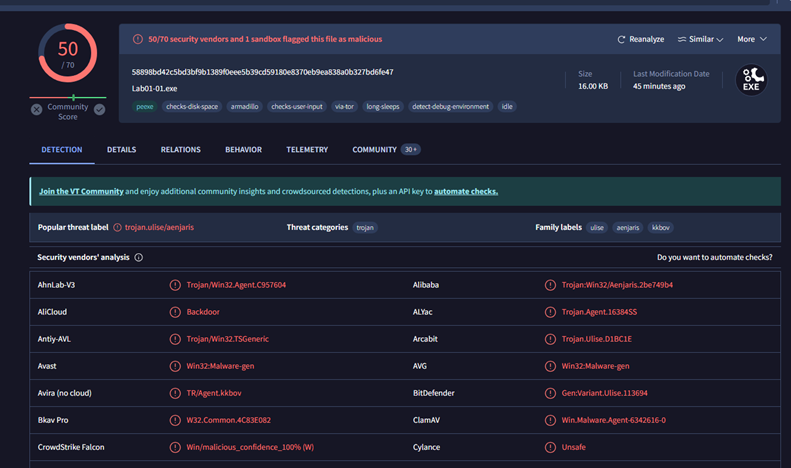 50
/ 70
Community
Score
50/70 security vendors and 1 sandbox flagged this file as malicious
Reanalyze
Similar
More
58898bd42c5bd3bf9b1389f0eee5b39cd59180e8370eb9ea838a0b327bd6fe47
Lab01-01.exe
Size
16.00 KB
Last Modification Date
45 minutes ago
EXE
peexe checks-disk-space armadillo checks-user-input via-tor long-sleeps detect-debug-environment idle
DETECTION DETAILS RELATIONS BEHAVIOR TELEMETRY COMMUNITY 30+
Join the VT Community and enjoy additional community insights and crowdsourced detections, plus an API key to automate checks.
Popular threat label trojan.ulise/aenjaris Threat categories trojan Family labels ulise aenjaris kkbov
Security vendors' analysis Do you want to automate checks?
AhnLab-V3 Trojan/Win32.Agent.C957604 Alibaba Trojan:Win32/Aenjaris.2be749b4
AliCloud Backdoor ALYac Trojan.Agent.16384SS
Antiy-AVL Trojan/Win32.TSGeneric Arcabit Trojan.Ulise.D1BC1E
Avast Win32:Malware-gen AVG Win32:Malware-gen
Avira (no cloud) TR/Agent.kkbov BitDefender Gen:Variant.Ulise.113694
Bkav Pro W32.Common.4C83E082 ClamAV Win.Malware.Agent-6342616-0
CrowdStrike Falcon Win/malicious_confidence_100% (W) Cylance Unsafe